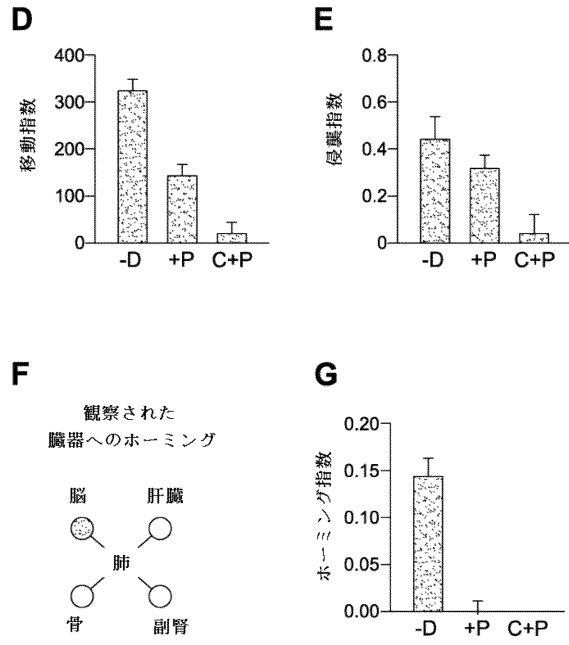 D
400
300
200
100
0
移動指数
-D +P C+P
E
0.8
0.6
0.4
0.2
0
侵襲指数
-D +P C+P
F
観察された
臓器へのホーミング
脳 肝臓
肺
骨 副腎
G
0.20
0.15
0.10
0.05
0.00
ホーミング指数
-D +P C+P